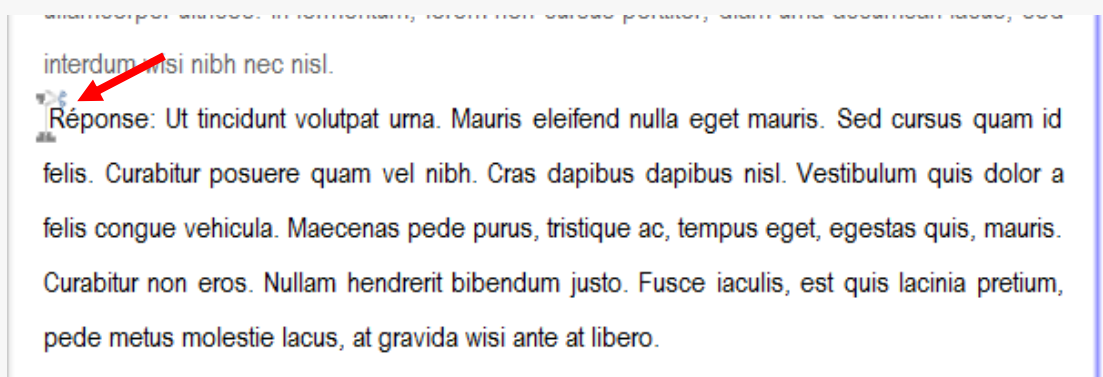 interdum wisi nibh nec nisl.
Réponse: Ut tincidunt volutpat urna. Mauris eleifend nulla eget mauris. Sed cursus quam id
felis. Curabitur posuere quam vel nibh. Cras dapibus dapibus nisl. Vestibulum quis dolor a
felis congue vehicula. Maecenas pede purus, tristique ac, tempus eget, egestas quis, mauris.
Curabitur non eros. Nullam hendrerit bibendum justo. Fusce iaculis, est quis lacinia pretium,
pede metus molestie lacus, at gravida wisi ante at libero.